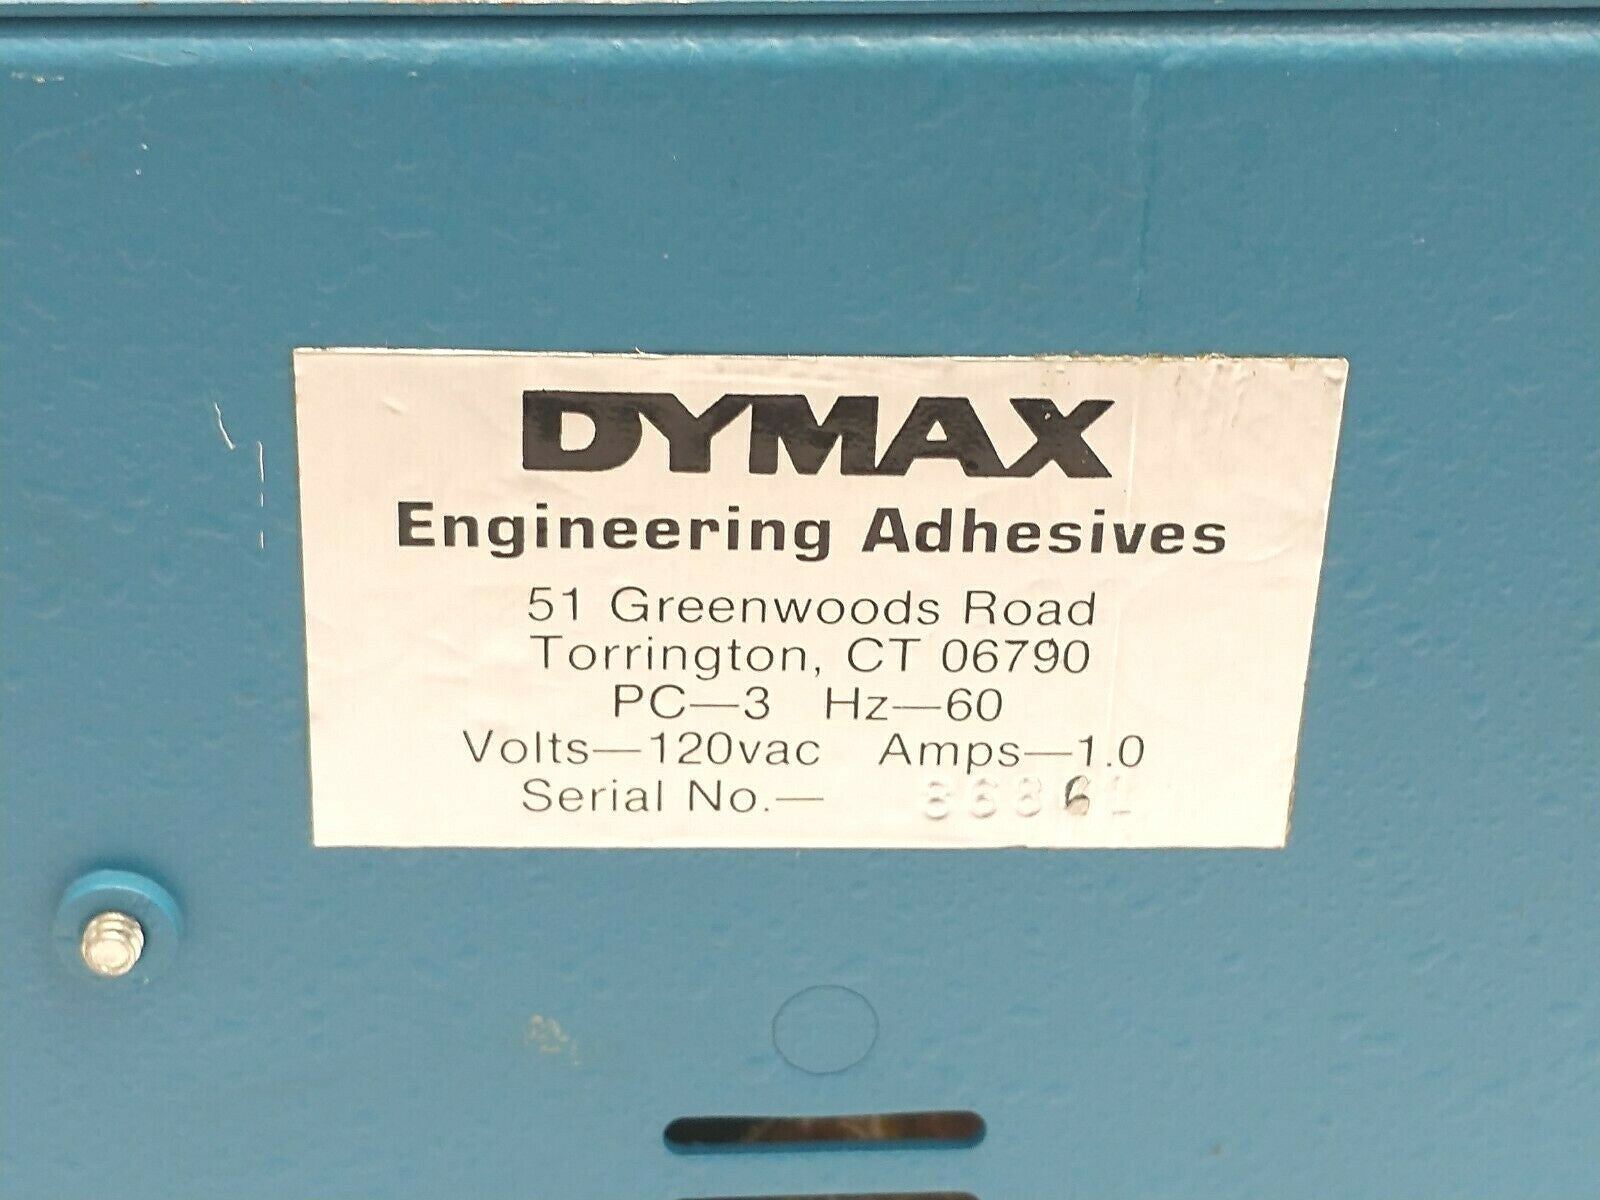 DYMAX
Engineering Adhesives
51 Greenwoods Road
Torrington, CT 06790
PC—3 Hz—60
Volts—120vac Amps—1.0
Serial No.—